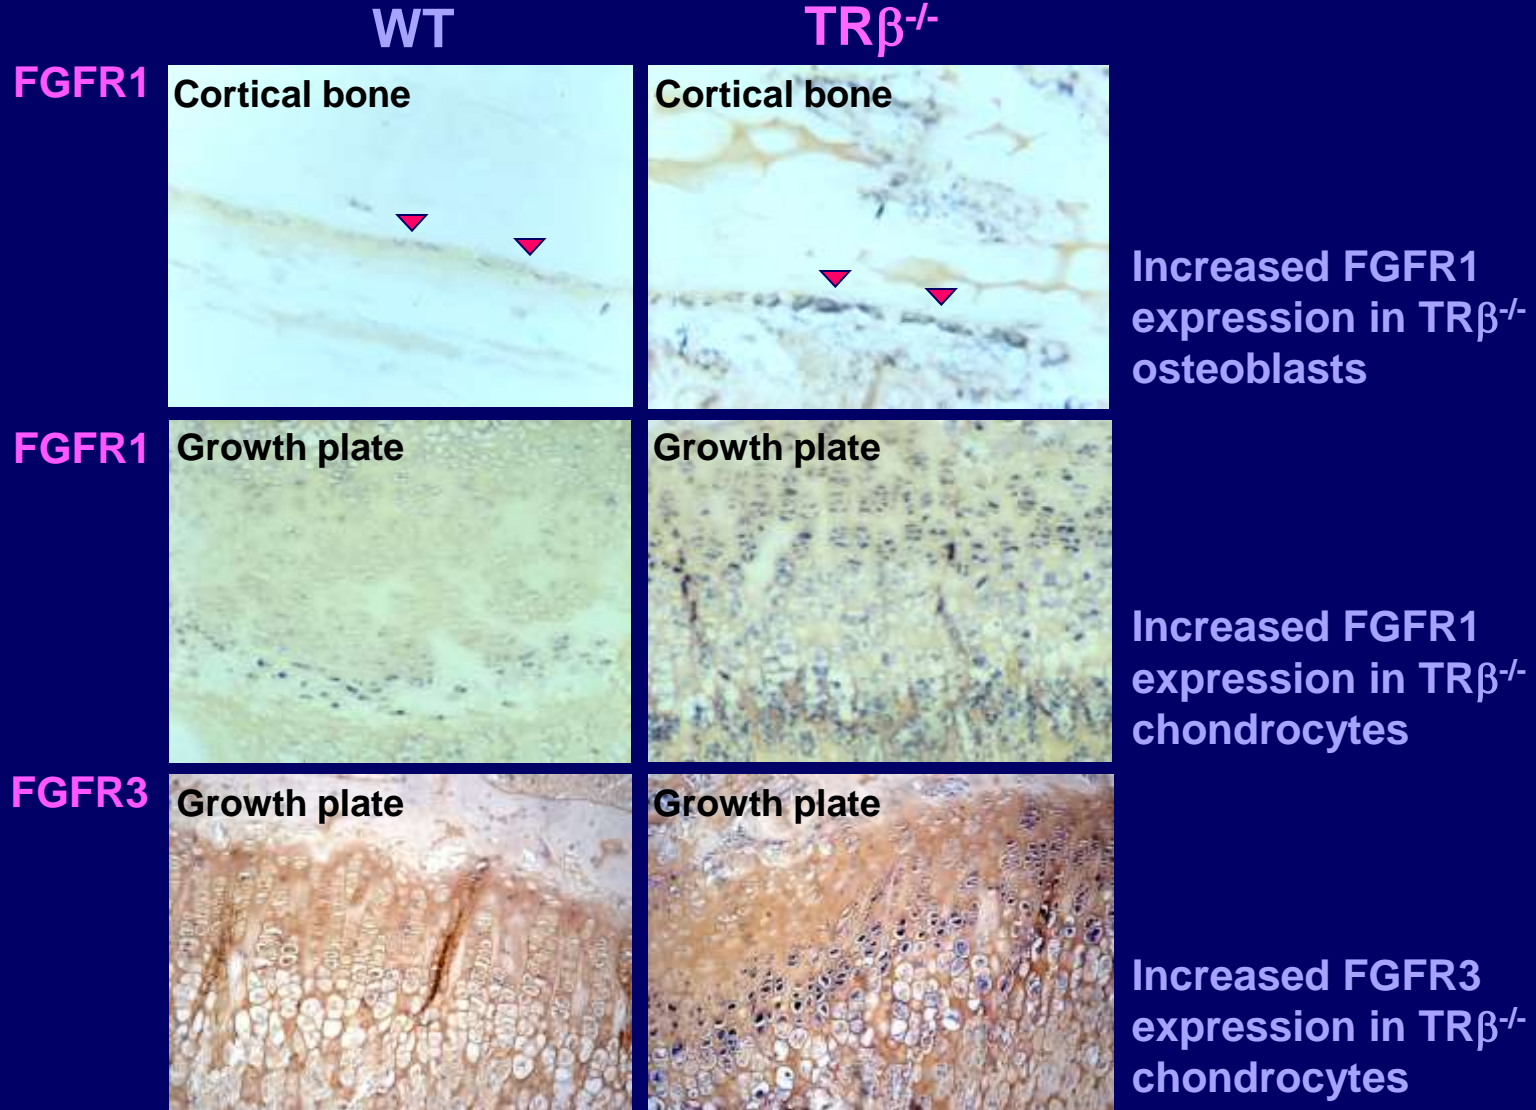 WT TRβ-/-
FGFR1 Cortical bone Cortical bone
Increased FGFR1
expression in TRβ-/-
osteoblasts
FGFR1 Growth plate Growth plate
Increased FGFR1
expression in TRβ-/-
chondrocytes
FGFR3 Growth plate Growth plate
Increased FGFR3
expression in TRβ-/-
chondrocytes